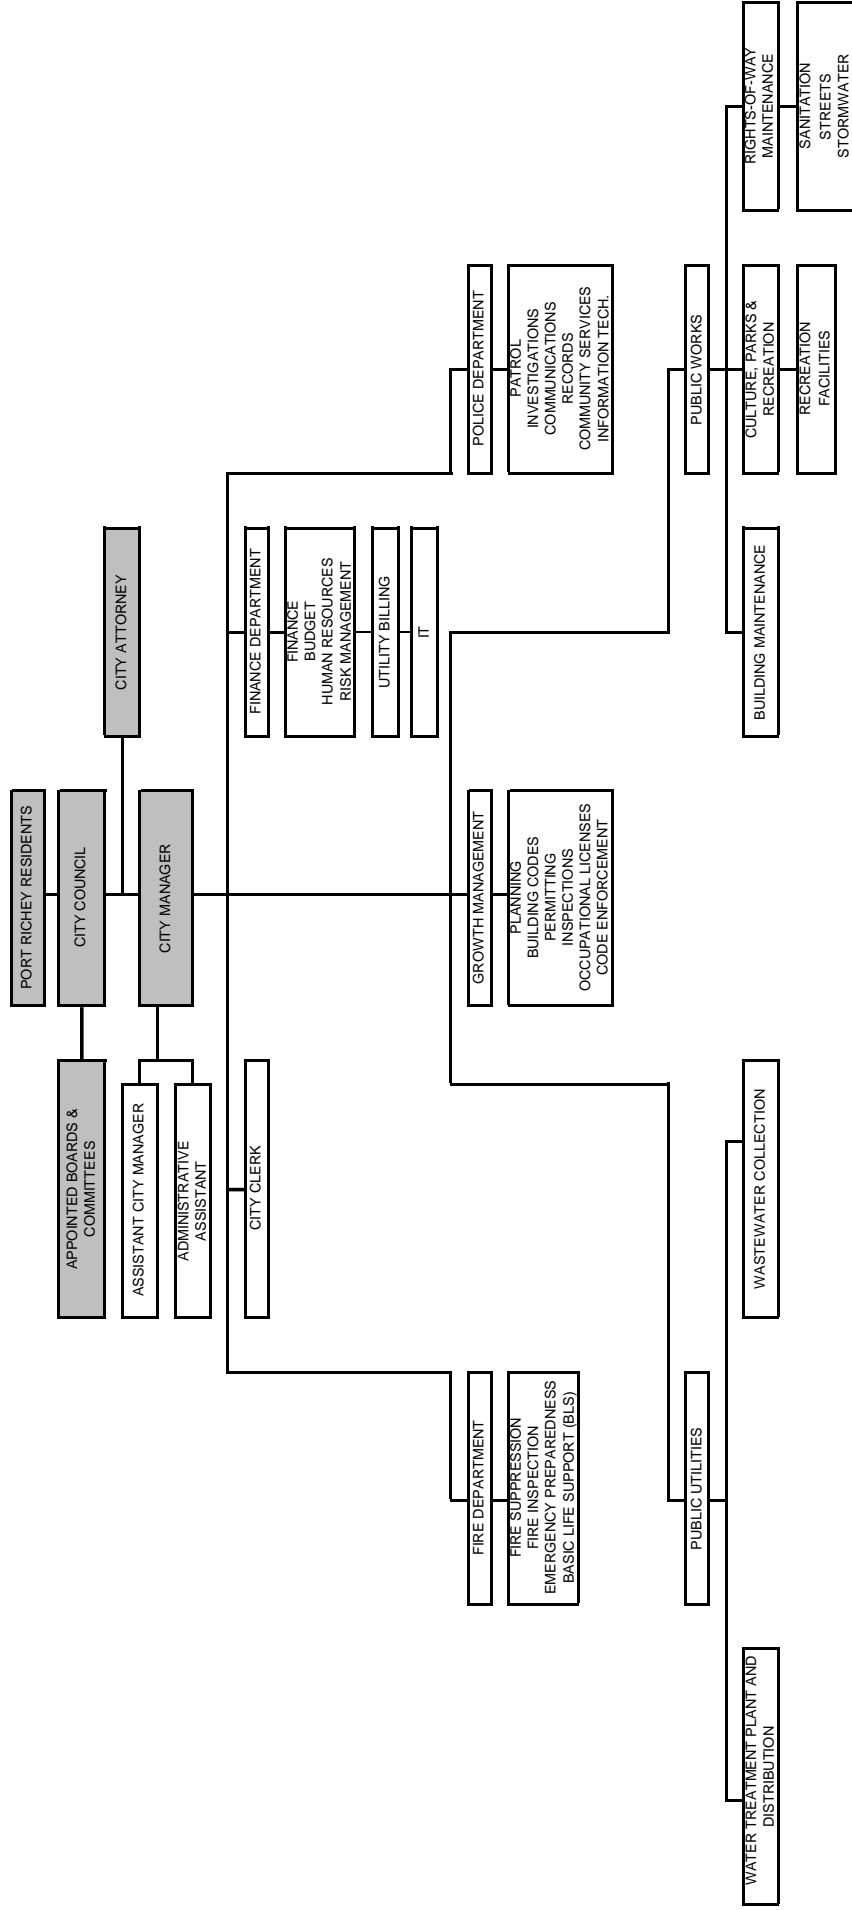 PORT RICHEY RESIDENTS
CITY COUNCIL
APPOINTED BOARDS &
COMMITTEES
CITY ATTORNEY
CITY MANAGER
ASSISTANT CITY MANAGER
ADMINISTRATIVE
ASSISTANT
CITY CLERK
FINANCE DEPARTMENT
FINANCE
BUDGET
HUMAN RESOURCES
RISK MANAGEMENT
UTILITY BILLING
IT
FIRE DEPARTMENT
FIRE SUPPRESSION
FIRE INSPECTION
EMERGENCY PREPAREDNESS
BASIC LIFE SUPPORT (BLS)
GROWTH MANAGEMENT
PLANNING
BUILDING CODES
PERMITTING
INSPECTIONS
OCCUPATIONAL LICENSES
CODE ENFORCEMENT
POLICE DEPARTMENT
PATROL
INVESTIGATIONS
COMMUNICATIONS
RECORDS
COMMUNITY SERVICES
INFORMATION TECH.
PUBLIC UTILITIES
WATER TREATMENT PLANT AND
DISTRIBUTION
WASTEWATER COLLECTION
PUBLIC WORKS
BUILDING MAINTENANCE
CULTURE, PARKS &
RECREATION
RECREATION
FACILITIES
RIGHTS-OF-WAY
MAINTENANCE
SANITATION
STREETS
STORMWATER